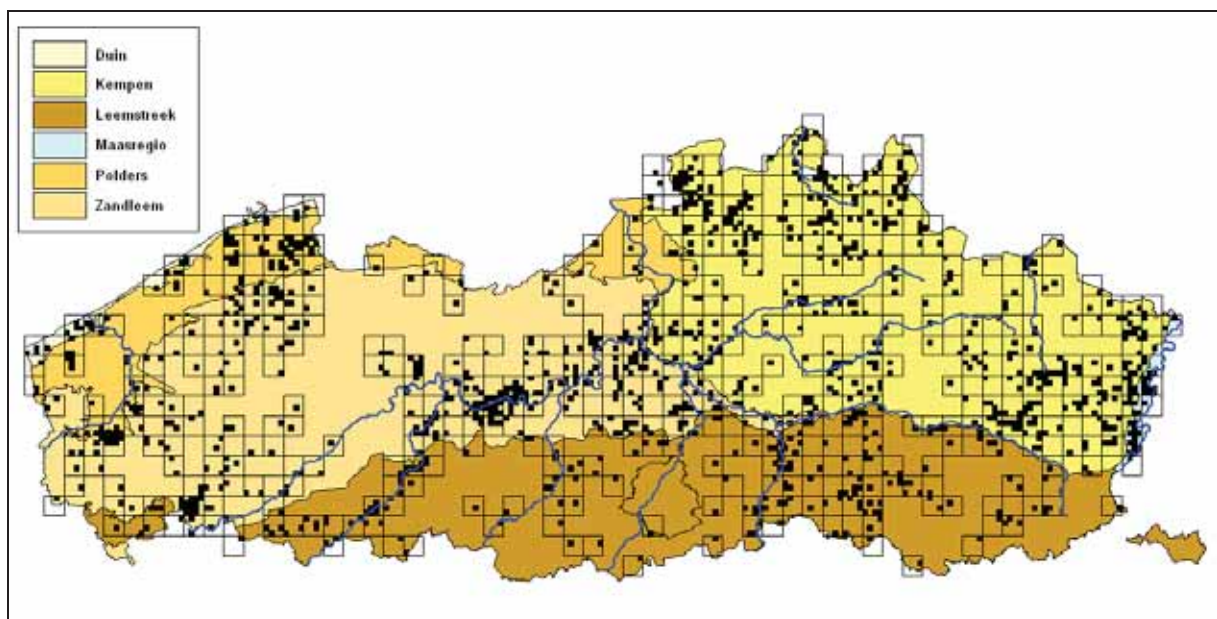 Duin
Kempen
Leemstreek
Maasregio
Polders
Zandleem